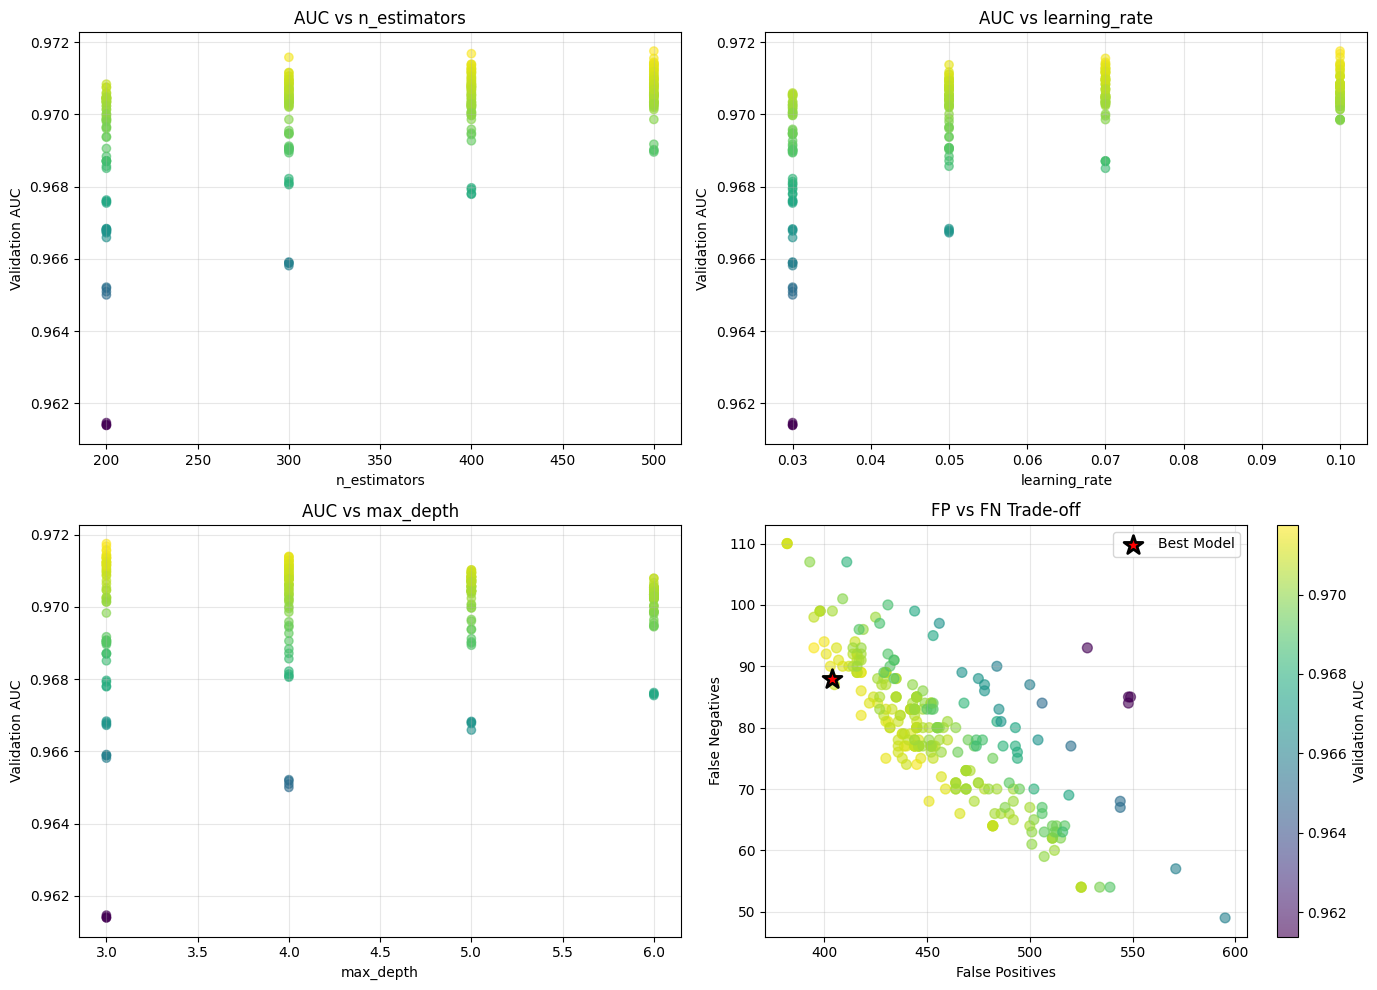 AUC vs n_estimators
Validation AUC
0.972
0.970
0.968
0.966
0.964
0.962
200 250 300 350 400 450 500
n_estimators
AUC vs learning_rate
Validation AUC
0.972
0.970
0.968
0.966
0.964
0.962
0.03 0.04 0.05 0.06 0.07 0.08 0.09 0.10
learning_rate
AUC vs max_depth
Validation AUC
0.972
0.970
0.968
0.966
0.964
0.962
3.0 3.5 4.0 4.5 5.0 5.5 6.0
max_depth
FP vs FN Trade-off
Best Model
False Negatives
110
100
90
80
70
60
50
400 450 500 550 600
False Positives
0.970
0.968
0.966
0.964
0.962
Validation AUC